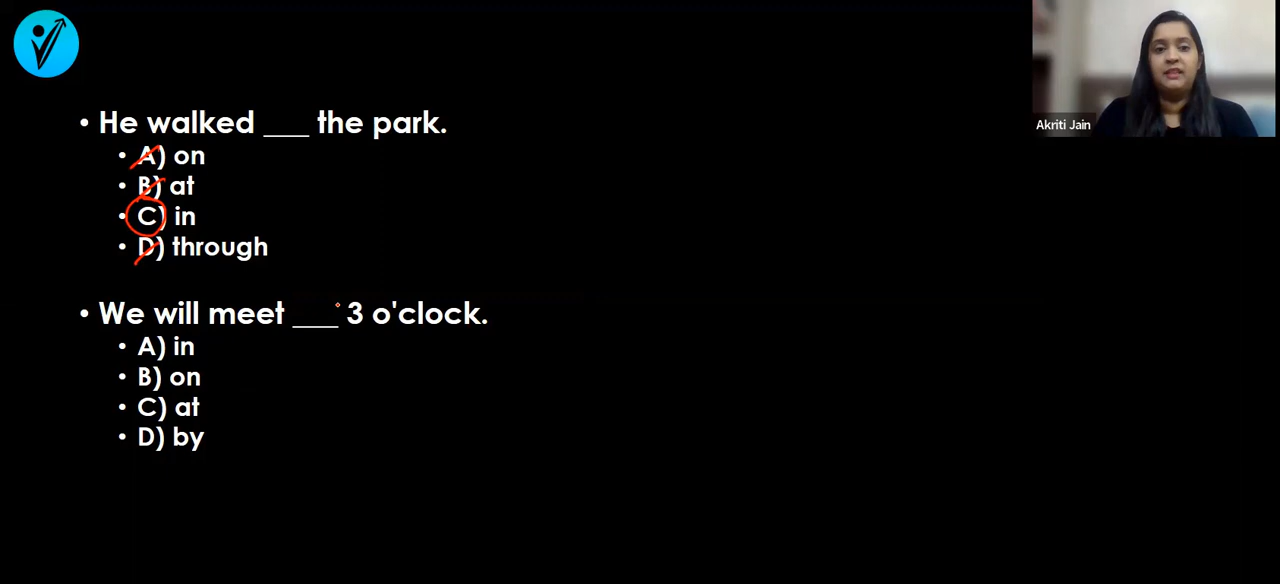 • He walked ___ the park.
• A) on
• B) at
• C) in
• D) through
• We will meet ___ 3 o'clock.
• A) in
• B) on
• C) at
• D) by
Akriti Jain